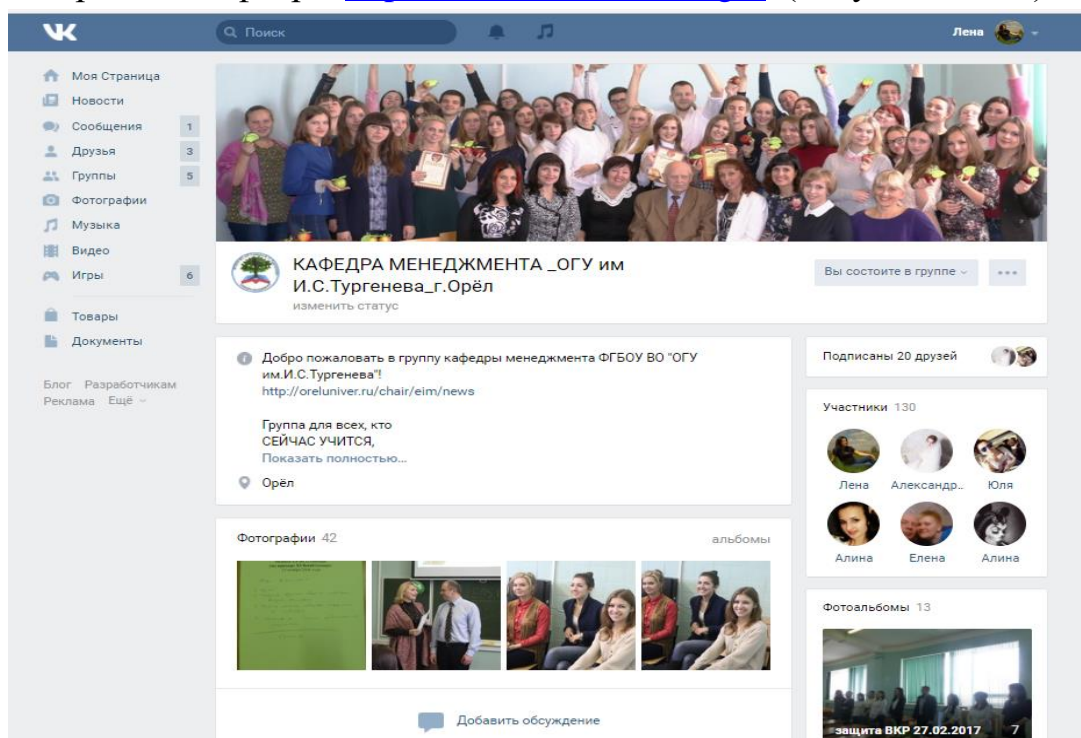 Поиск
Лена
Моя Страница
Новости
Сообщения 1
Друзья 3
Группы 5
Фотографии
Музыка
Видео
Игры 6
Товары
Документы
Блог Разработчикам
Реклама Ещё
КАФЕДРА МЕНЕДЖМЕНТА _ОГУ им
И.С.Тургенева_г.Орёл
изменить статус
Вы состоите в группе
Добро пожаловать в группу кафедры менеджмента ФГБОУ ВО "ОГУ
им.И.С.Тургенева"!
http://oreluniver.ru/chair/eim/news
Группа для всех, кто
СЕЙЧАС УЧИТСЯ,
Показать полностью...
Орёл
Фотографии 42 альбомы
Добавить обсуждение
Подписаны 20 друзей
Участники 130
Лена Александр.. Юля
Алина Елена Алина
Фотоальбомы 13
защита ВКР 27.02.2017 7